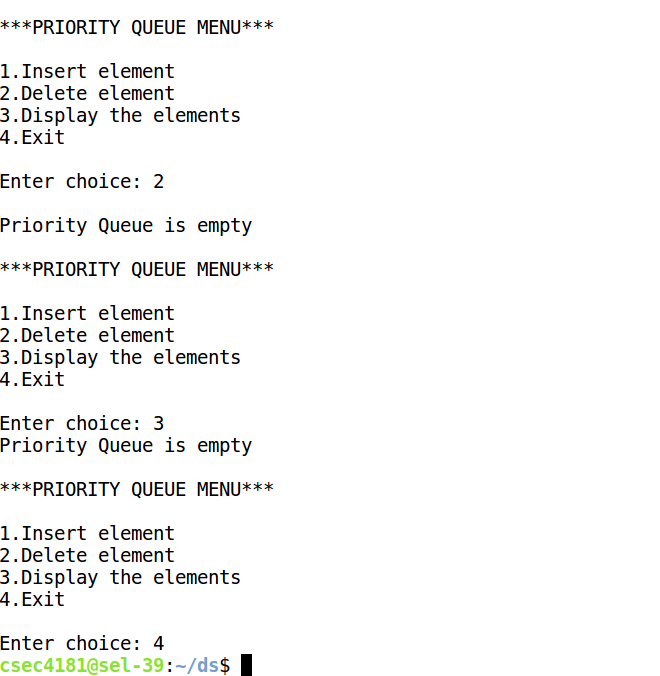 ***PRIORITY QUEUE MENU***
1.Insert element
2.Delete element
3.Display the elements
4.Exit
Enter choice: 2
Priority Queue is empty
***PRIORITY QUEUE MENU***
1.Insert element
2.Delete element
3.Display the elements
4.Exit
Enter choice: 3
Priority Queue is empty
***PRIORITY QUEUE MENU***
1.Insert element
2.Delete element
3.Display the elements
4.Exit
Enter choice: 4
csec4181@sel-39:~/ds$